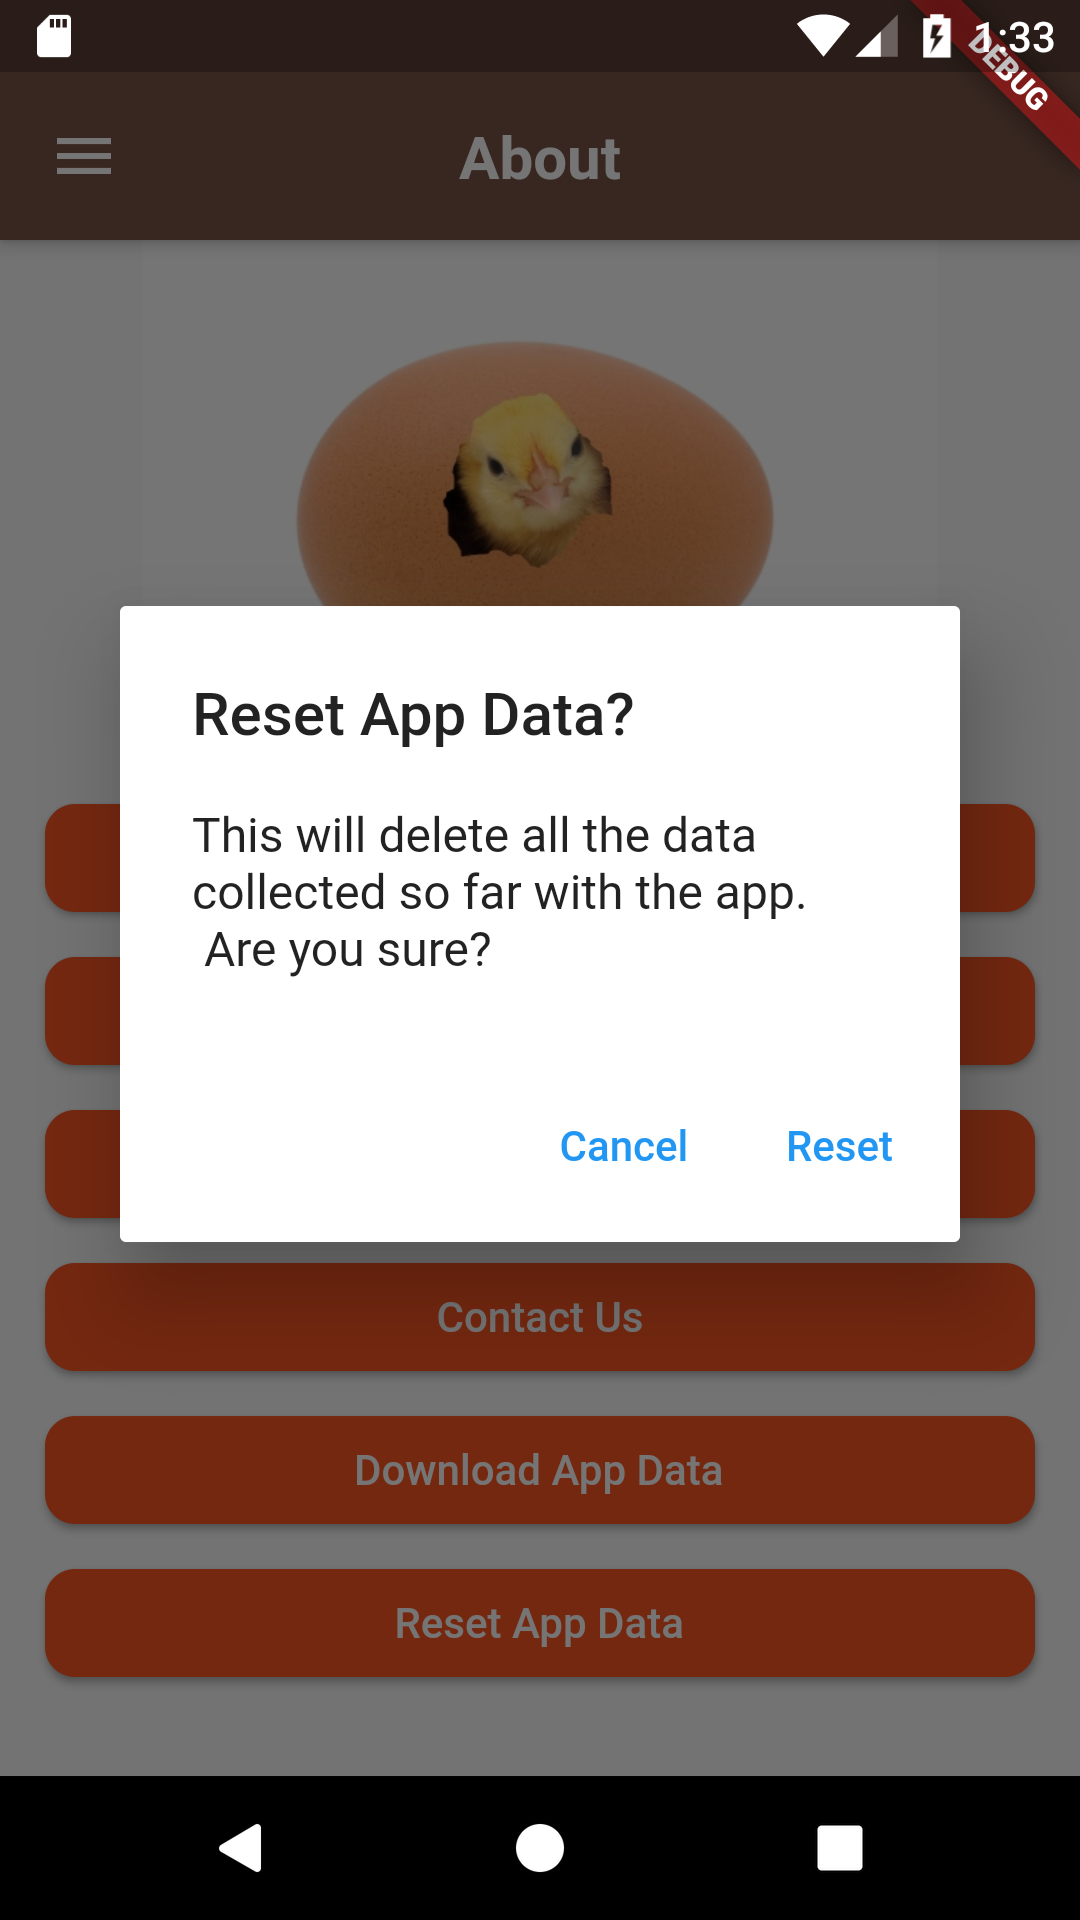 1:33
DEBUG
About
Reset App Data?
This will delete all the data
collected so far with the app.
Are you sure?
Cancel
Reset
Contact Us
Download App Data
Reset App Data